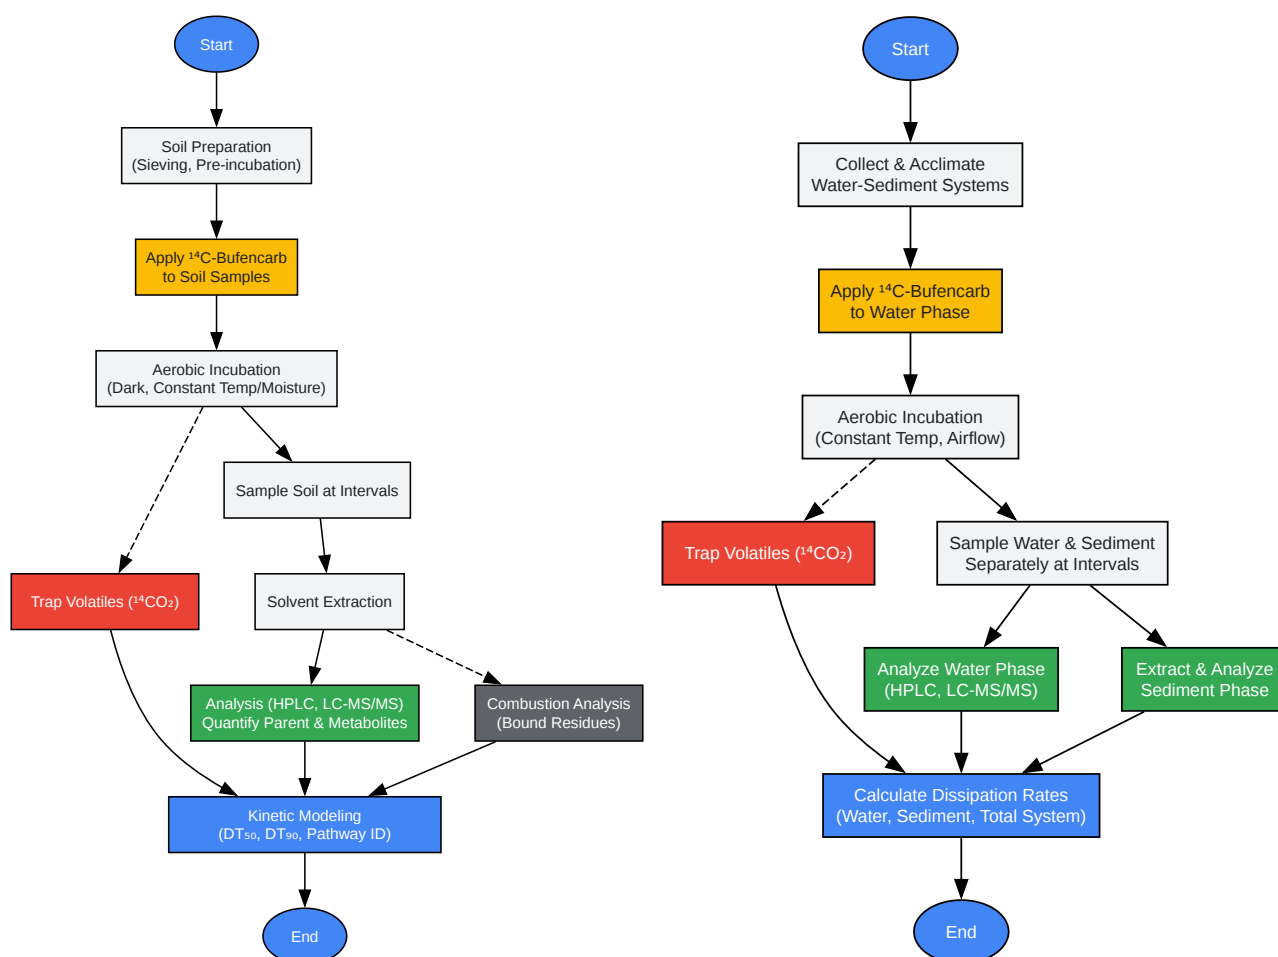 Start
Soil Preparation
(Sieving, Pre-incubation)
Apply ¹⁴C-Bufencarb
to Soil Samples
Aerobic Incubation
(Dark, Constant Temp/Moisture)
Sample Soil at Intervals
Trap Volatiles (¹⁴CO₂)
Solvent Extraction
Analysis (HPLC, LC-MS/MS)
Quantify Parent & Metabolites
Combustion Analysis
(Bound Residues)
Kinetic Modeling
(DT₅₀, DT₉₀, Pathway ID)
End
Start
Collect & Acclimate
Water-Sediment Systems
Apply ¹⁴C-Bufencarb
to Water Phase
Aerobic Incubation
(Constant Temp, Airflow)
Trap Volatiles (¹⁴CO₂)
Sample Water & Sediment
Separately at Intervals
Analyze Water Phase
(HPLC, LC-MS/MS)
Extract & Analyze
Sediment Phase
Calculate Dissipation Rates
(Water, Sediment, Total System)
End